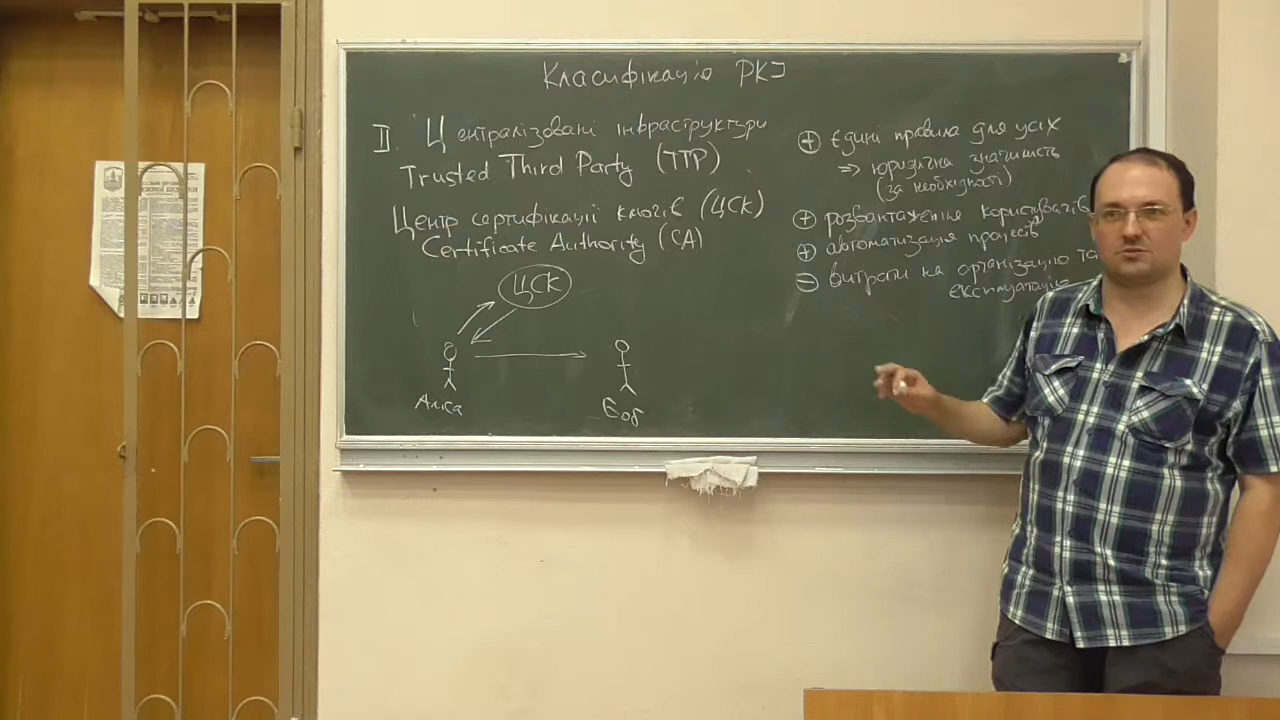 Класифікація PKI
II. Централізовані інфраструктури
Trusted Third Party (TTP)
Центр сертифікації ключів (ЦСК)
Certificate Authority (CA)
ЦСК
Аліса
Боб
⊕ Єдині правила для усіх
⇒ юридична значимість
(за необхідності)
⊕ розвантаження користувачів
⊕ автоматизація процесів
⊖ витрати на організацію та
експлуатацію